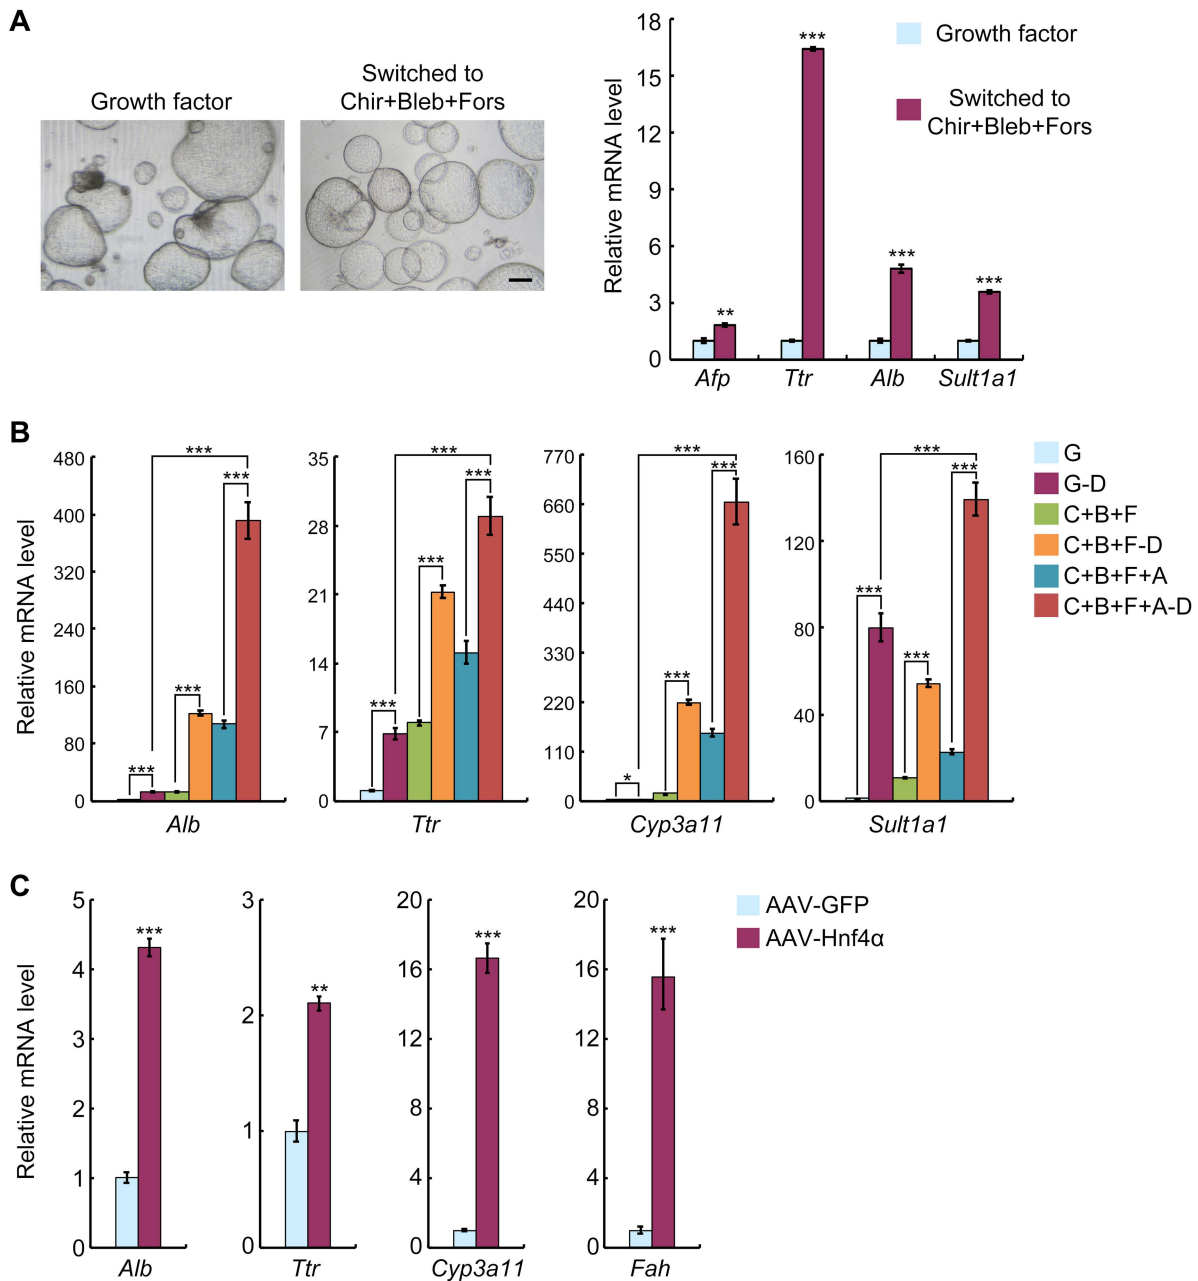 A
Growth factor
Switched to
Chir+Bleb+Fors
Relative mRNA level
18
15
12
9
6
3
0
**
***
***
***
Afp
Ttr
Alb
Sult1a1
Growth factor
Switched to
Chir+Bleb+Fors
B
Relative mRNA level
480
400
320
240
160
80
0
***
***
***
***
Alb
35
28
21
14
7
0
***
***
***
***
Ttr
770
660
550
440
330
220
110
0
***
***
***
*
Cyp3a11
160
120
80
40
0
***
***
***
***
Sult1a1
G
G-D
C+B+F
C+B+F-D
C+B+F+A
C+B+F+A-D
C
Relative mRNA level
5
4
3
2
1
0
***
Alb
3
2
1
0
**
Ttr
20
16
12
8
4
0
***
Cyp3a11
20
16
12
8
4
0
***
Fah
AAV-GFP
AAV-Hnf4α